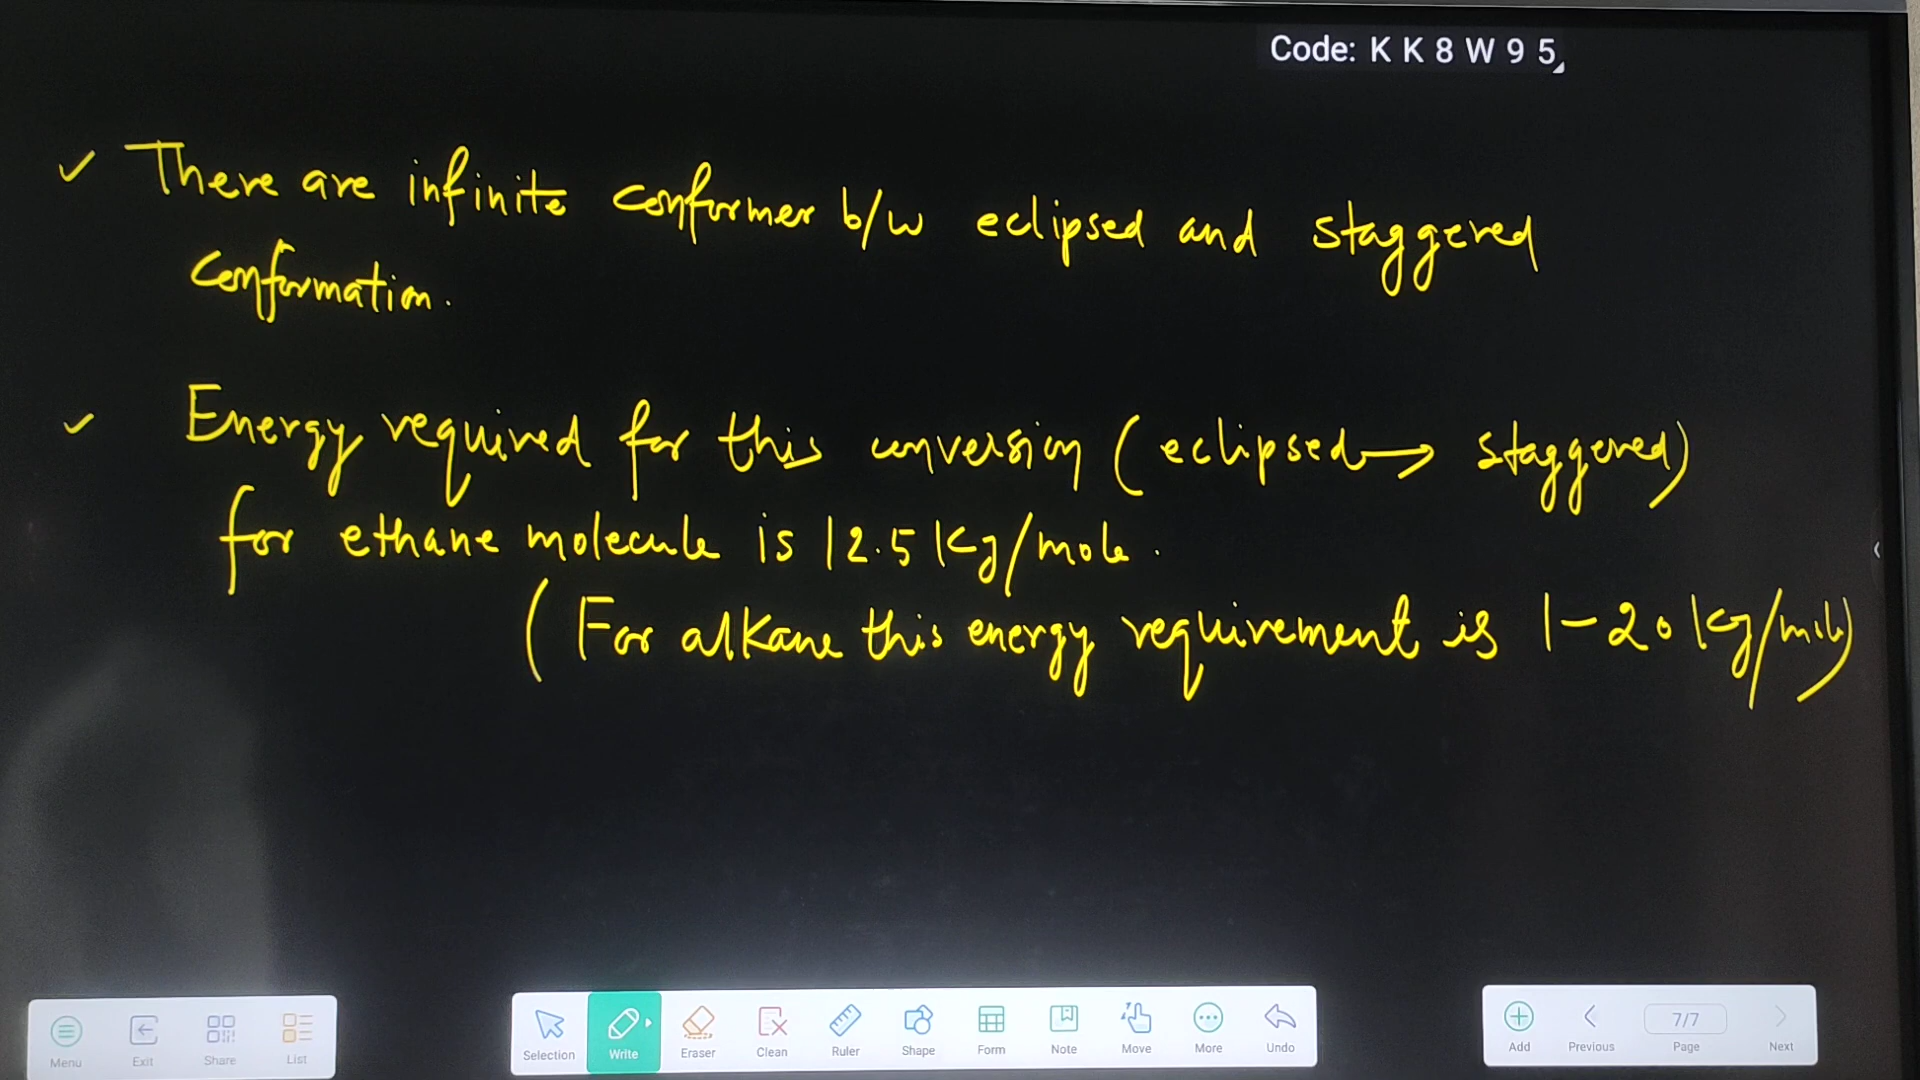 Code: K K 8 W 9 5
✓ There are infinite conformer b/w eclipsed and staggered
conformation.
✓ Energy required for this conversion (eclipsed → staggered)
for ethane molecule is 12.5 KJ/mole.
(For alkane this energy requirement is 1-20 KJ/mole)
Menu
Exit
Share
List
Selection
Write
Eraser
Clean
Ruler
Shape
Form
Note
Move
More
Undo
Add
Previous
7/7
Page
Next